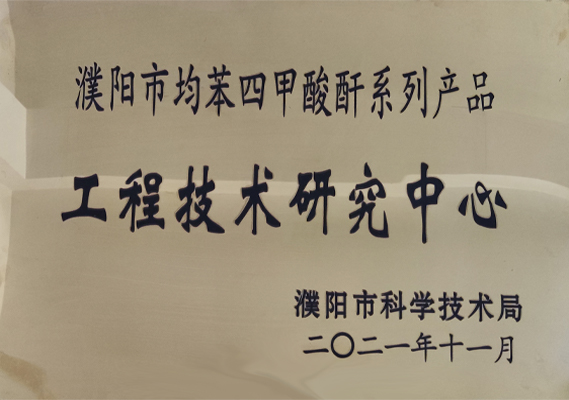 濮阳市均苯四甲酸酐系列产品
工程技术研究中心
濮阳市科学技术局
二〇二一年十一月